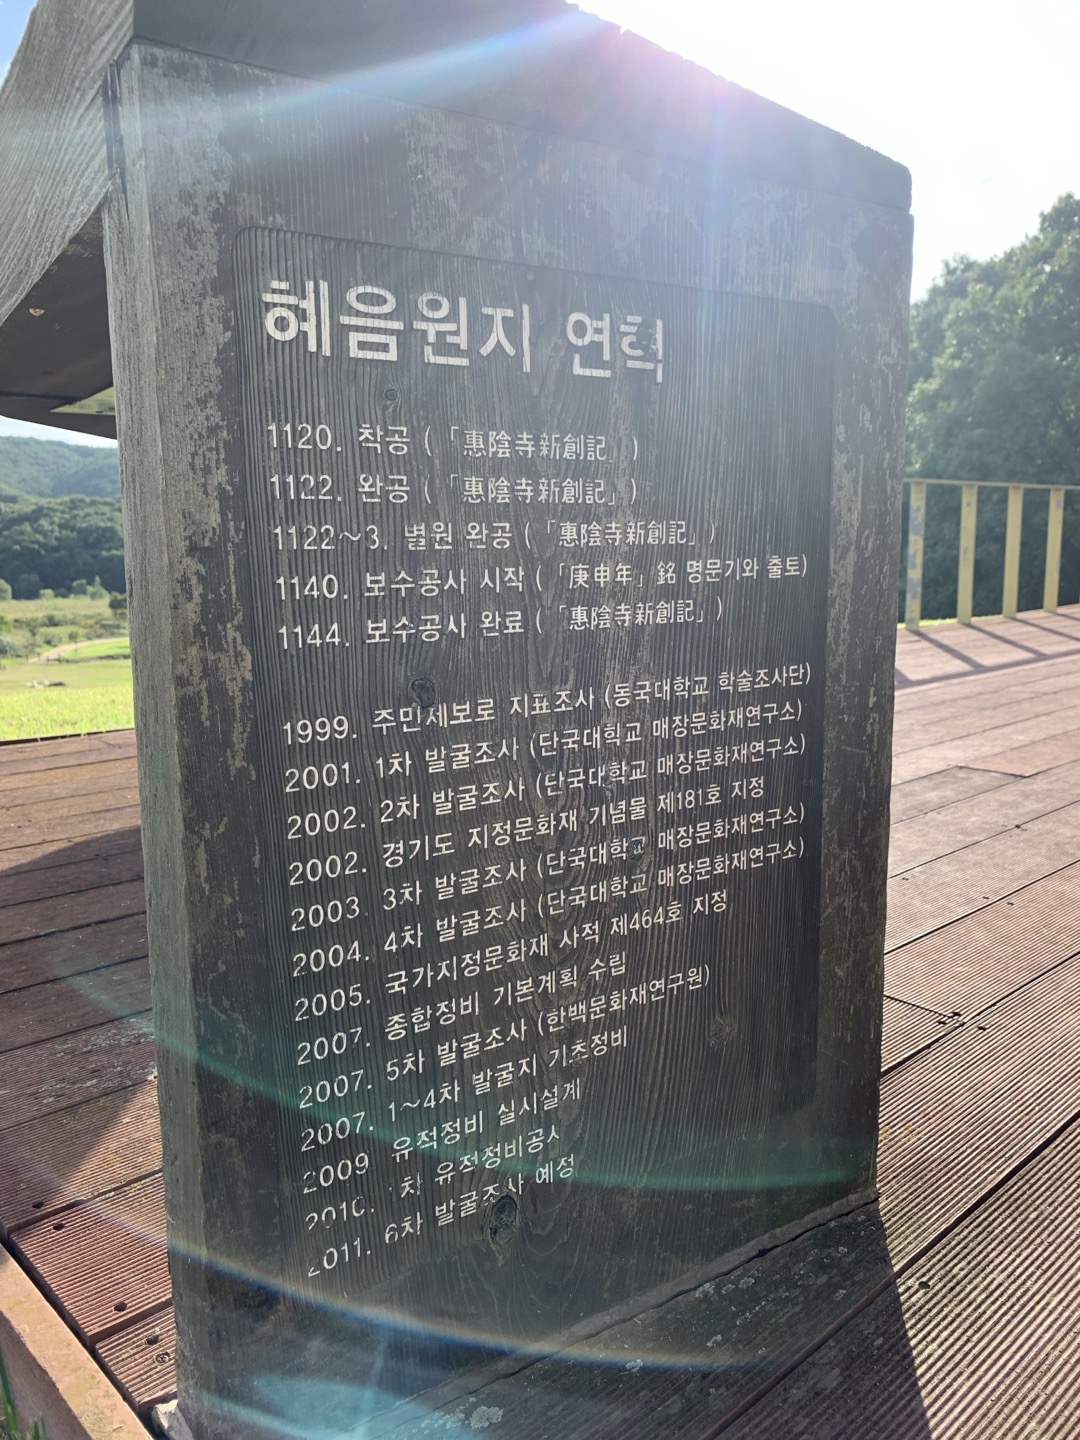 혜음원지 연혁
1120. 착공 (「惠陰寺新創記」)
1122. 완공 (「惠陰寺新創記」)
1122~3. 별원 완공 (「惠陰寺新創記」)
1140. 보수공사 시작 (「庚申年」銘 명문기와 출토)
1144. 보수공사 완료 (「惠陰寺新創記」)
1999. 주민제보로 지표조사 (동국대학교 학술조사단)
2001. 1차 발굴조사 (단국대학교 매장문화재연구소)
2002. 2차 발굴조사 (단국대학교 매장문화재연구소)
2002. 경기도 지정문화재 기념물 제181호 지정
2003. 3차 발굴조사 (단국대학교 매장문화재연구소)
2004. 4차 발굴조사 (단국대학교 매장문화재연구소)
2005. 국가지정문화재 사적 제464호 지정
2007. 종합정비 기본계획 수립
2007. 5차 발굴조사 (한백문화재연구원)
2007. 1~4차 발굴지 기초정비
2009 유적정비 실시설계
2010. 차 유적정비공사
2011. 6차 발굴조사 예정